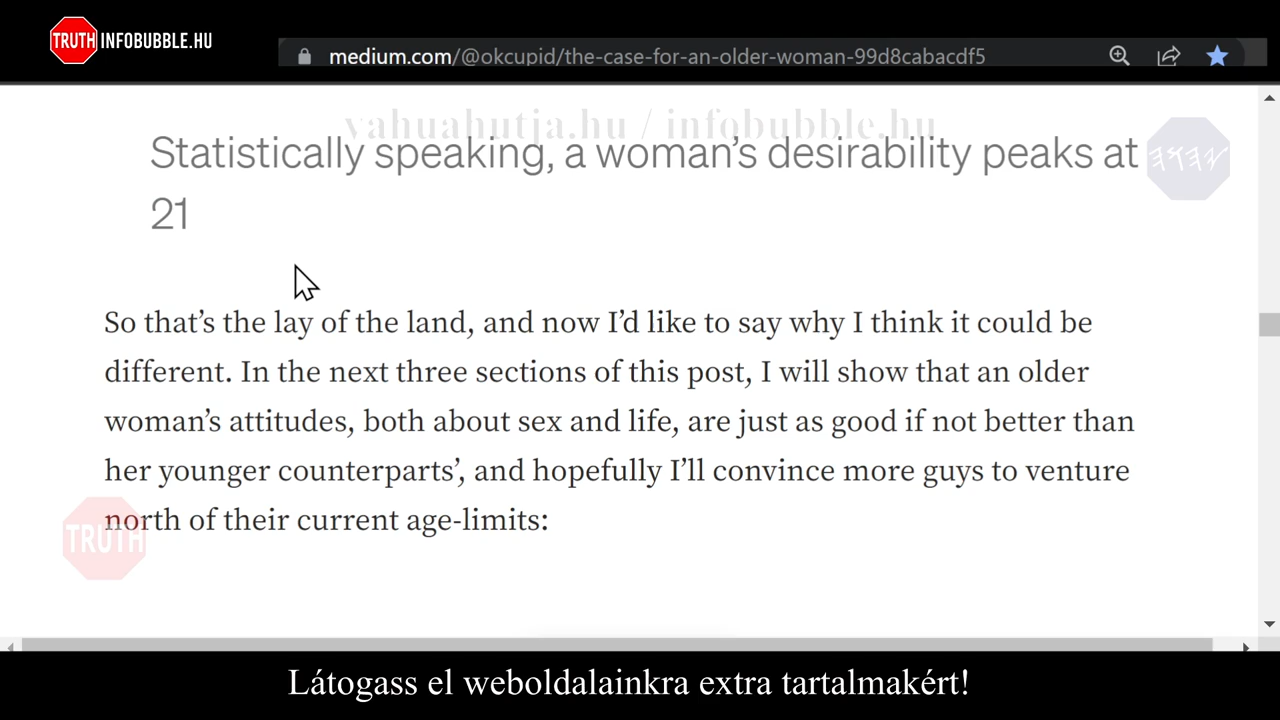 TRUTH INFOBUBBLE.HU
medium.com/@okcupid/the-case-for-an-older-woman-99d8cabacdf5
yahuahutja.hu / infobubble.hu
Statistically speaking, a woman’s desirability peaks at
21
So that’s the lay of the land, and now I’d like to say why I think it could be
different. In the next three sections of this post, I will show that an older
woman’s attitudes, both about sex and life, are just as good if not better than
her younger counterparts’, and hopefully I’ll convince more guys to venture
north of their current age-limits:
TRUTH
Látogass el weboldalainkra extra tartalmakért!